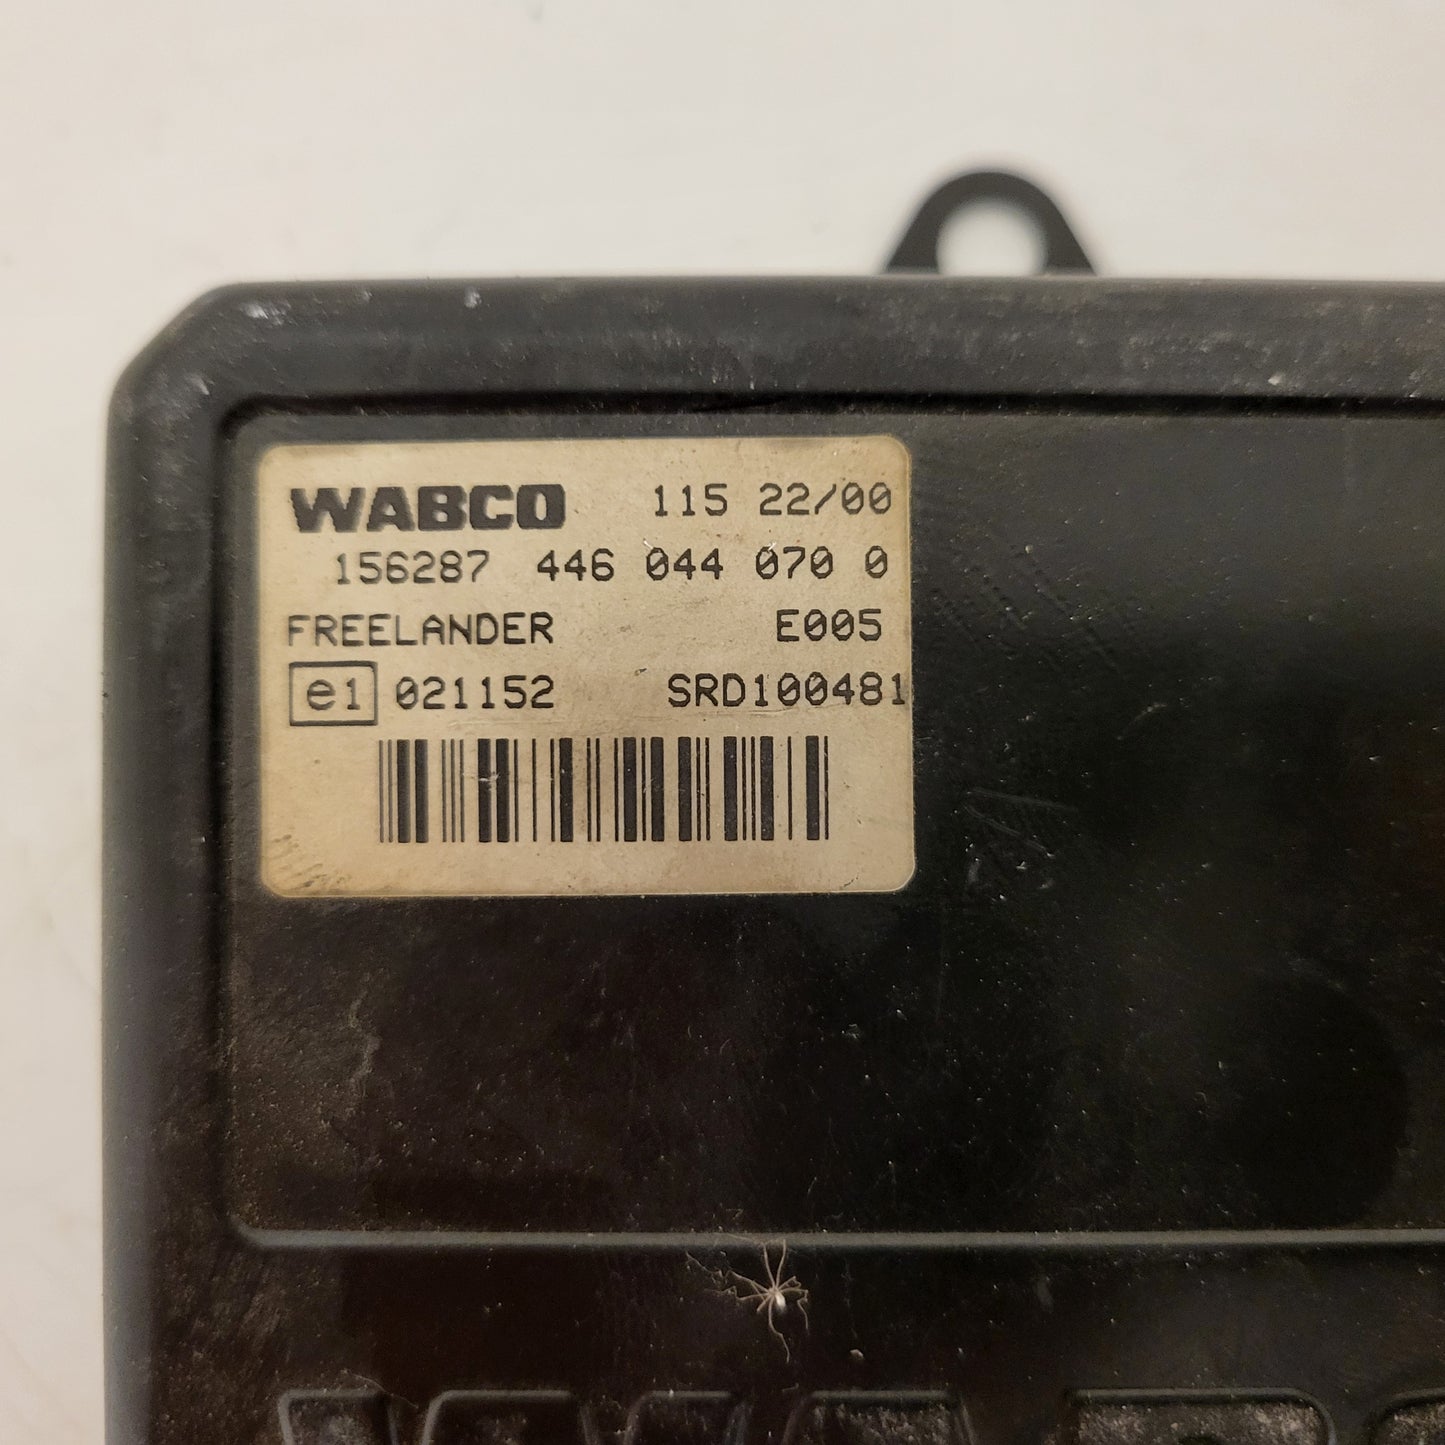 WABCO 115 22/00
156287 446 044 070 0
FREELANDER E005
e1 021152 SRD100481